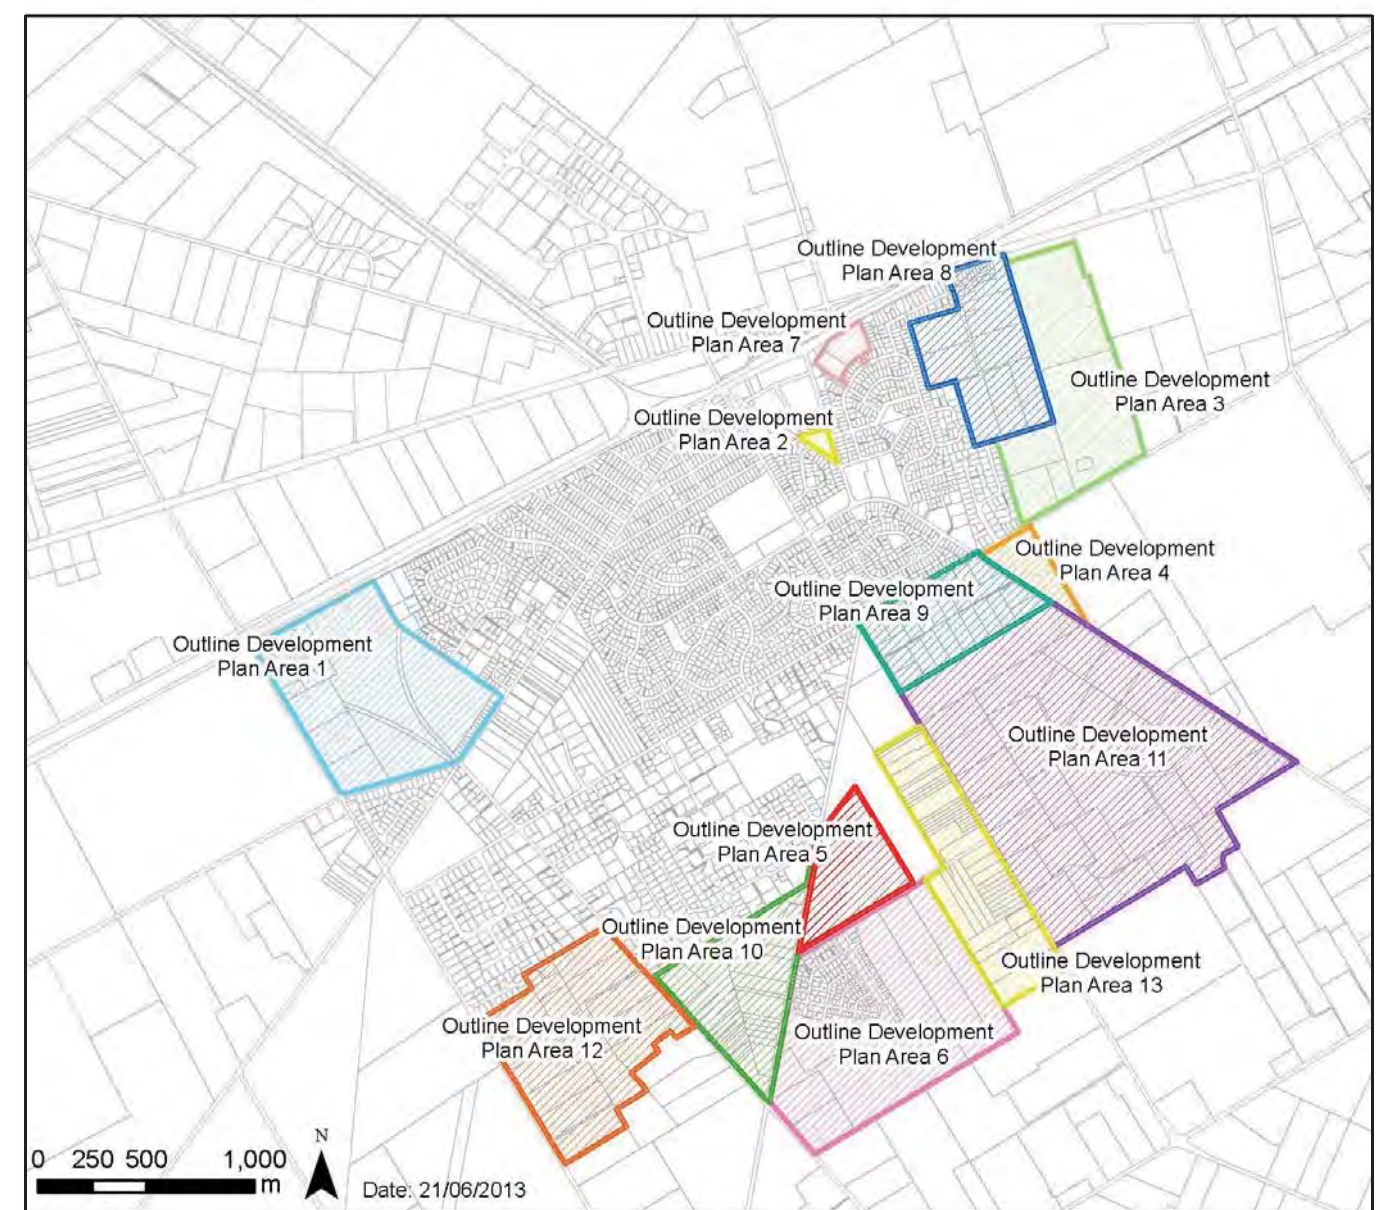 Outline Development
Plan Area 8
Outline Development
Plan Area 7
Outline Development
Plan Area 3
Outline Development
Plan Area 2
Outline Development
Plan Area 4
Outline Development
Plan Area 9
Outline Development
Plan Area 1
Outline Development
Plan Area 11
Outline Development
Plan Area 5
Outline Development
Plan Area 10
Outline Development
Plan Area 13
Outline Development
Plan Area 12
Outline Development
Plan Area 6
N
0 250 500 1,000
m
Date: 21/06/2013